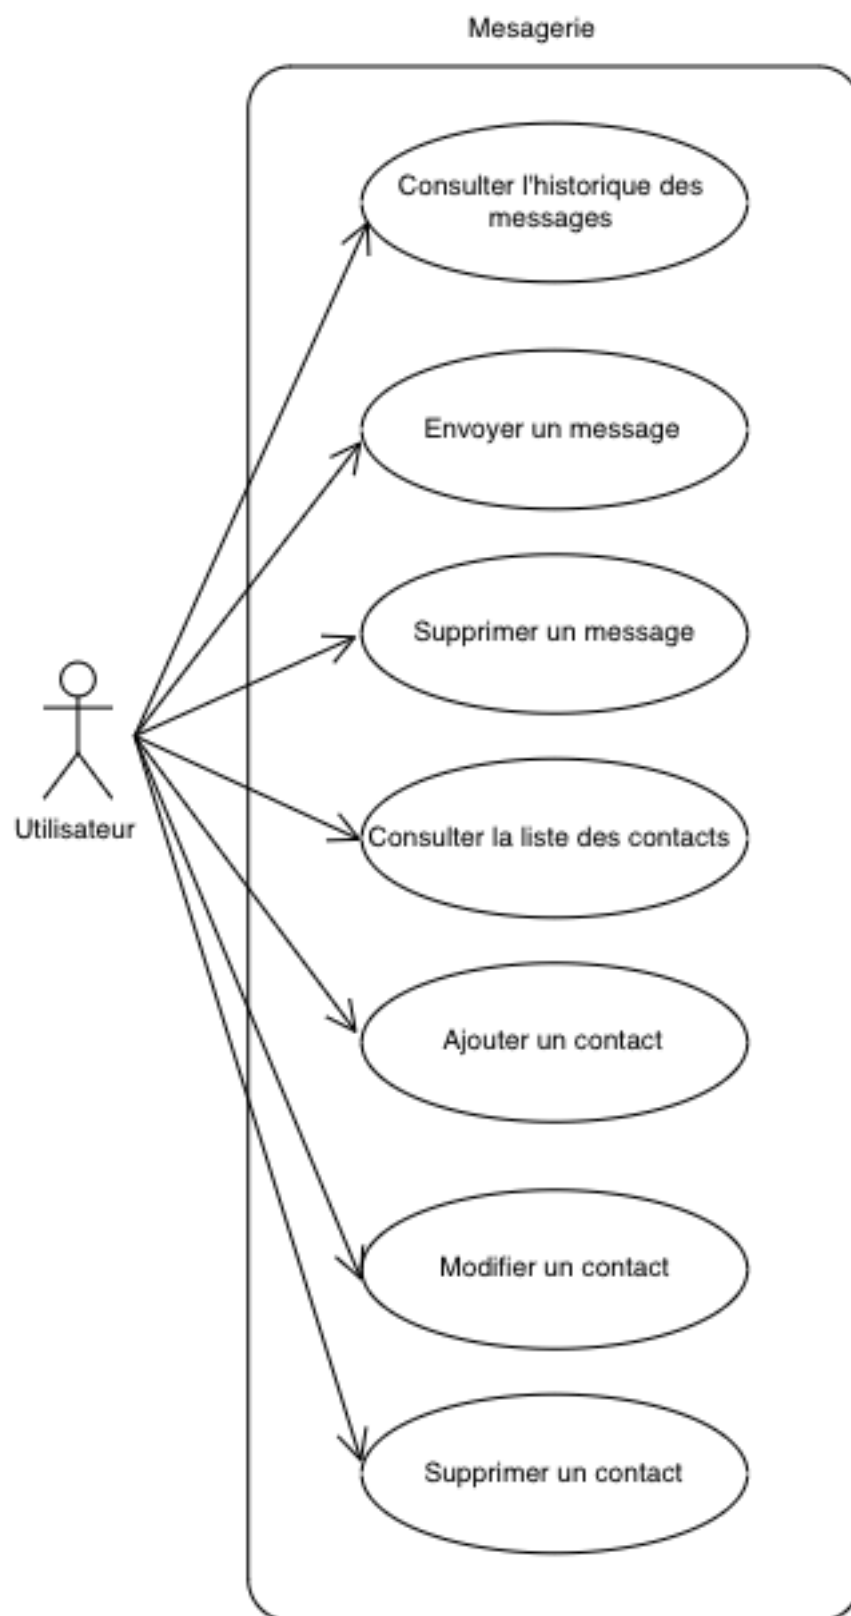 Mesagerie
Consulter l'historique des
messages
Envoyer un message
Supprimer un message
Utilisateur
Consulter la liste des contacts
Ajouter un contact
Modifier un contact
Supprimer un contact